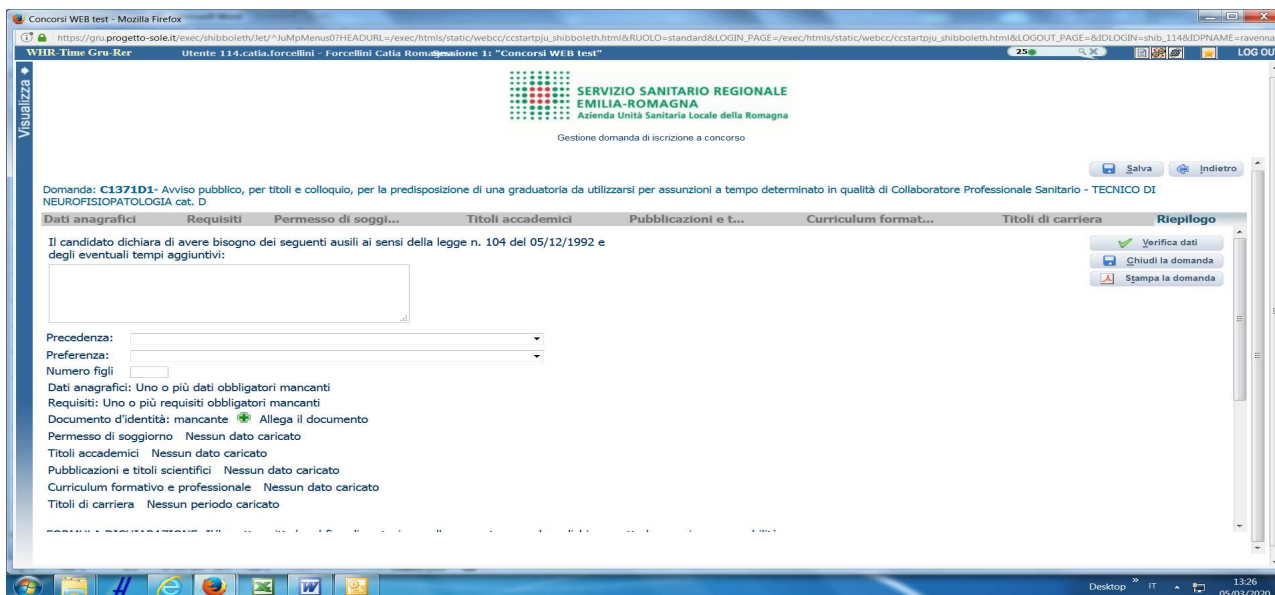 Concorsi WEB test - Mozilla Firefox
https://gru.progetto-sole.it/exec/shibboleth/Jet/^JuMpMenus0?HEADURL=/exec/htmls/static/webcc/ccstartpju_shibboleth.html&RUOLO=standard&LOGIN_PAGE=/exec/htmls/static/webcc/ccstartpju_shibboleth.html&LOGOUT_PAGE=&IDLOGIN=shib_114&IDPNAME=ravenna
WHR-Time Gru-Rer Utente 114.catia.forcellini - Forcellini Catia Sessione 1: "Concorsi WEB test" 25 LOG OU
Visualizza
SERVIZIO SANITARIO REGIONALE
EMILIA-ROMAGNA
Azienda Unità Sanitaria Locale della Romagna
Gestione domanda di iscrizione a concorso
Salva Indietro
Domanda: C1371D1- Avviso pubblico, per titoli e colloquio, per la predisposizione di una graduatoria da utilizzarsi per assunzioni a tempo determinato in qualità di Collaboratore Professionale Sanitario - TECNICO DI
NEUROFISIOPATOLOGIA cat. D
Dati anagrafici Requisiti Permesso di soggi... Titoli accademici Pubblicazioni e t... Curriculum format... Titoli di carriera Riepilogo
Il candidato dichiara di avere bisogno dei seguenti ausili ai sensi della legge n. 104 del 05/12/1992 e
degli eventuali tempi aggiuntivi:
Verifica dati
Chiudi la domanda
Stampa la domanda
Precedenza:
Preferenza:
Numero figli
Dati anagrafici: Uno o più dati obbligatori mancanti
Requisiti: Uno o più requisiti obbligatori mancanti
Documento d'identità: mancante Allega il documento
Permesso di soggiorno Nessun dato caricato
Titoli accademici Nessun dato caricato
Pubblicazioni e titoli scientifici Nessun dato caricato
Curriculum formativo e professionale Nessun dato caricato
Titoli di carriera Nessun periodo caricato
Desktop » IT 13:26
05/03/2020